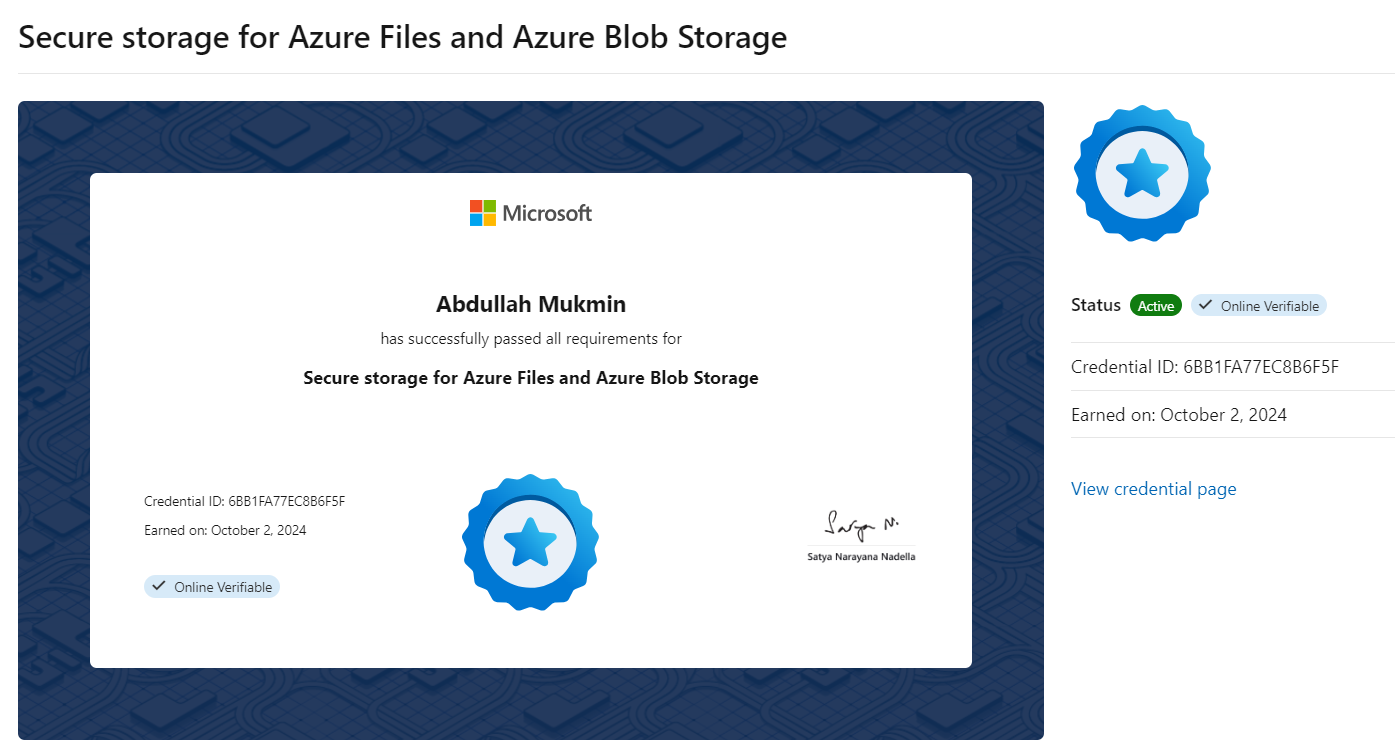 Secure storage for Azure Files and Azure Blob Storage
Microsoft
Abdullah Mukmin
has successfully passed all requirements for
Secure storage for Azure Files and Azure Blob Storage
Credential ID: 6BB1FA77EC8B6F5F
Earned on: October 2, 2024
Online Verifiable
Satya N.
Satya Narayana Nadella
Status Active Online Verifiable
Credential ID: 6BB1FA77EC8B6F5F
Earned on: October 2, 2024
View credential page